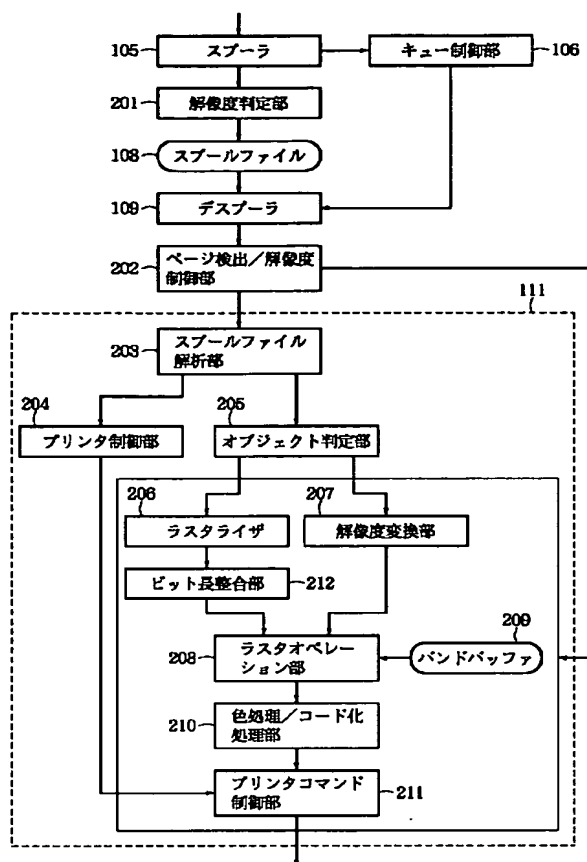 105
スプーラ
キュー制御部
106
201
解像度判定部
108
スプールファイル
109
デスプーラ
202
ページ検出／解像度
制御部
111
203
スプールファイル
解析部
204
プリンタ制御部
205
オブジェクト判定部
206
ラスタライザ
207
解像度変換部
ビット長整合部
212
208
ラスタオペレー
ション部
209
バンドバッファ
210
色処理／コード化
処理部
プリンタコマンド
制御部
211